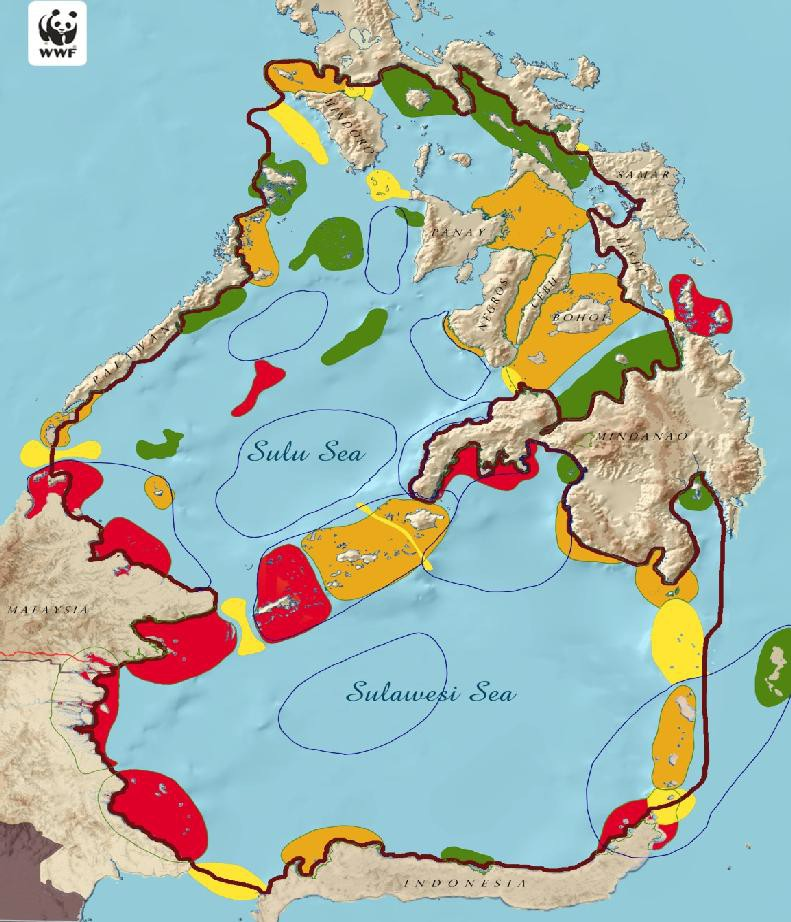 WWF
MINDORO
SAMAR
PANAY
LEYTE
NEGROS
CEBU
BOHOL
PALAWAN
Sulu Sea
MINDANAO
MALAYSIA
Sulawesi Sea
INDONESIA